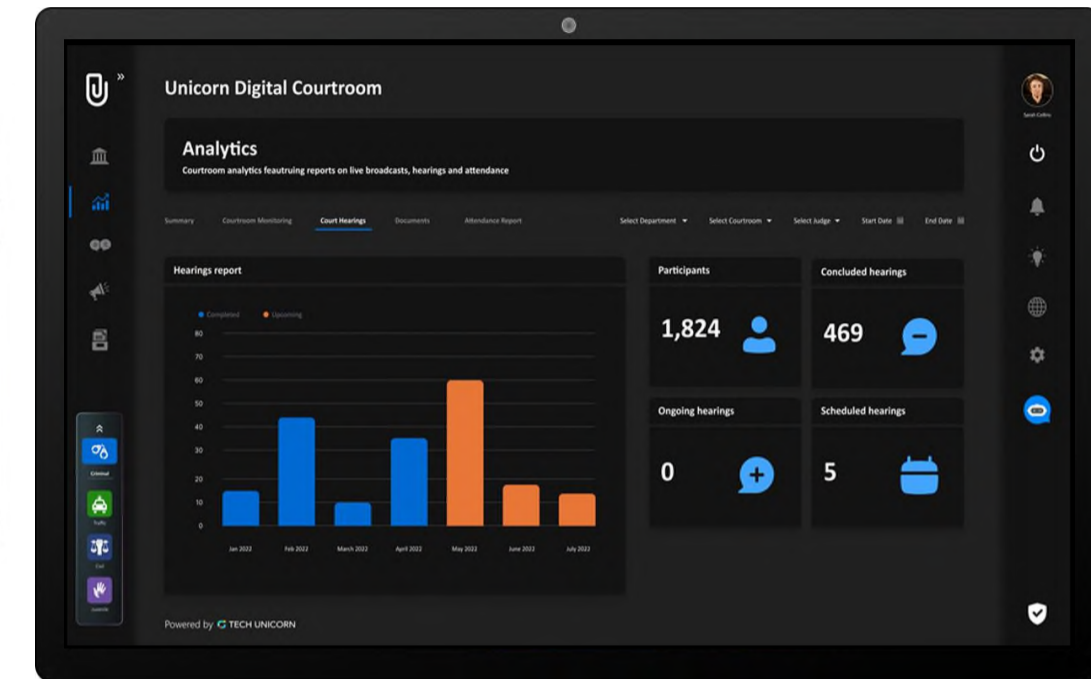 Unicorn Digital Courtroom
Sarah Collins
Analytics
Courtroom analytics feautruing reports on live broadcasts, hearings and attendance
Summary Courtroom Monitoring Court Hearings Documents Attendance Report Select Department Select Courtroom Select Judge Start Date End Date
Hearings report
Completed Upcoming
80
70
60
50
40
30
20
10
0
Jan 2022 Feb 2022 March 2022 April 2022 May 2022 June 2022 July 2022
Participants
1,824
Concluded hearings
469
Ongoing hearings
0
Scheduled hearings
5
Criminal
Traffic
Civil
Juvenile
Powered by TECH UNICORN